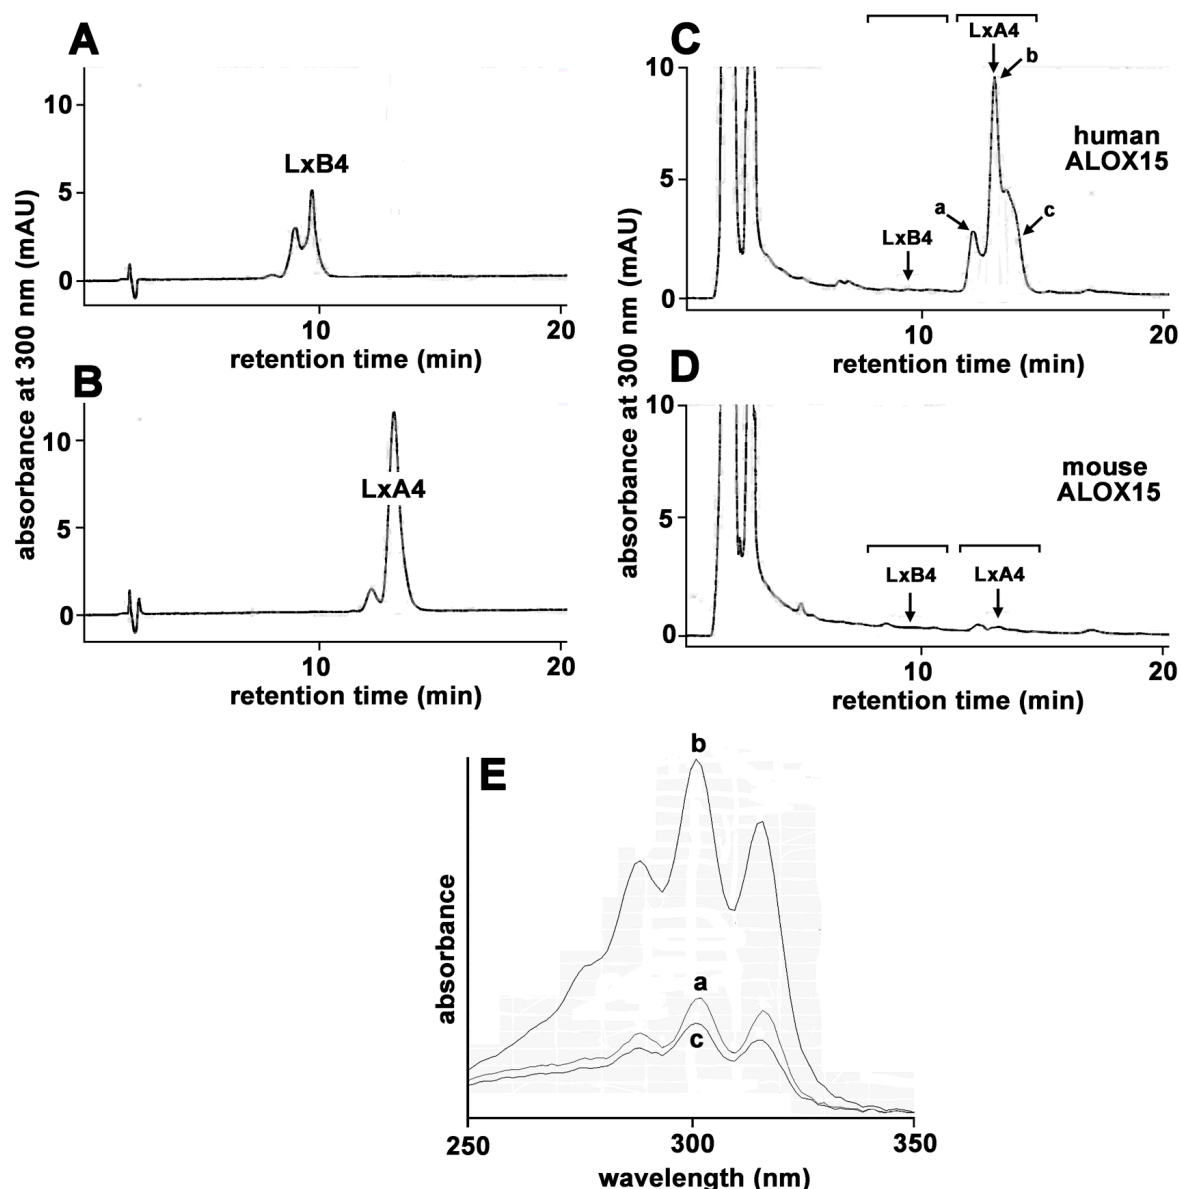 A
absorbance at 300 nm (mAU)
10
5
0
LxB4
10
20
retention time (min)
B
10
5
0
LxA4
10
20
retention time (min)
C
absorbance at 300 nm (mAU)
10
5
0
LxA4
b
human
ALOX15
a
c
LxB4
10
20
retention time (min)
D
10
5
0
mouse
ALOX15
LxB4
LxA4
10
20
retention time (min)
E
absorbance
b
a
c
250
300
350
wavelength (nm)